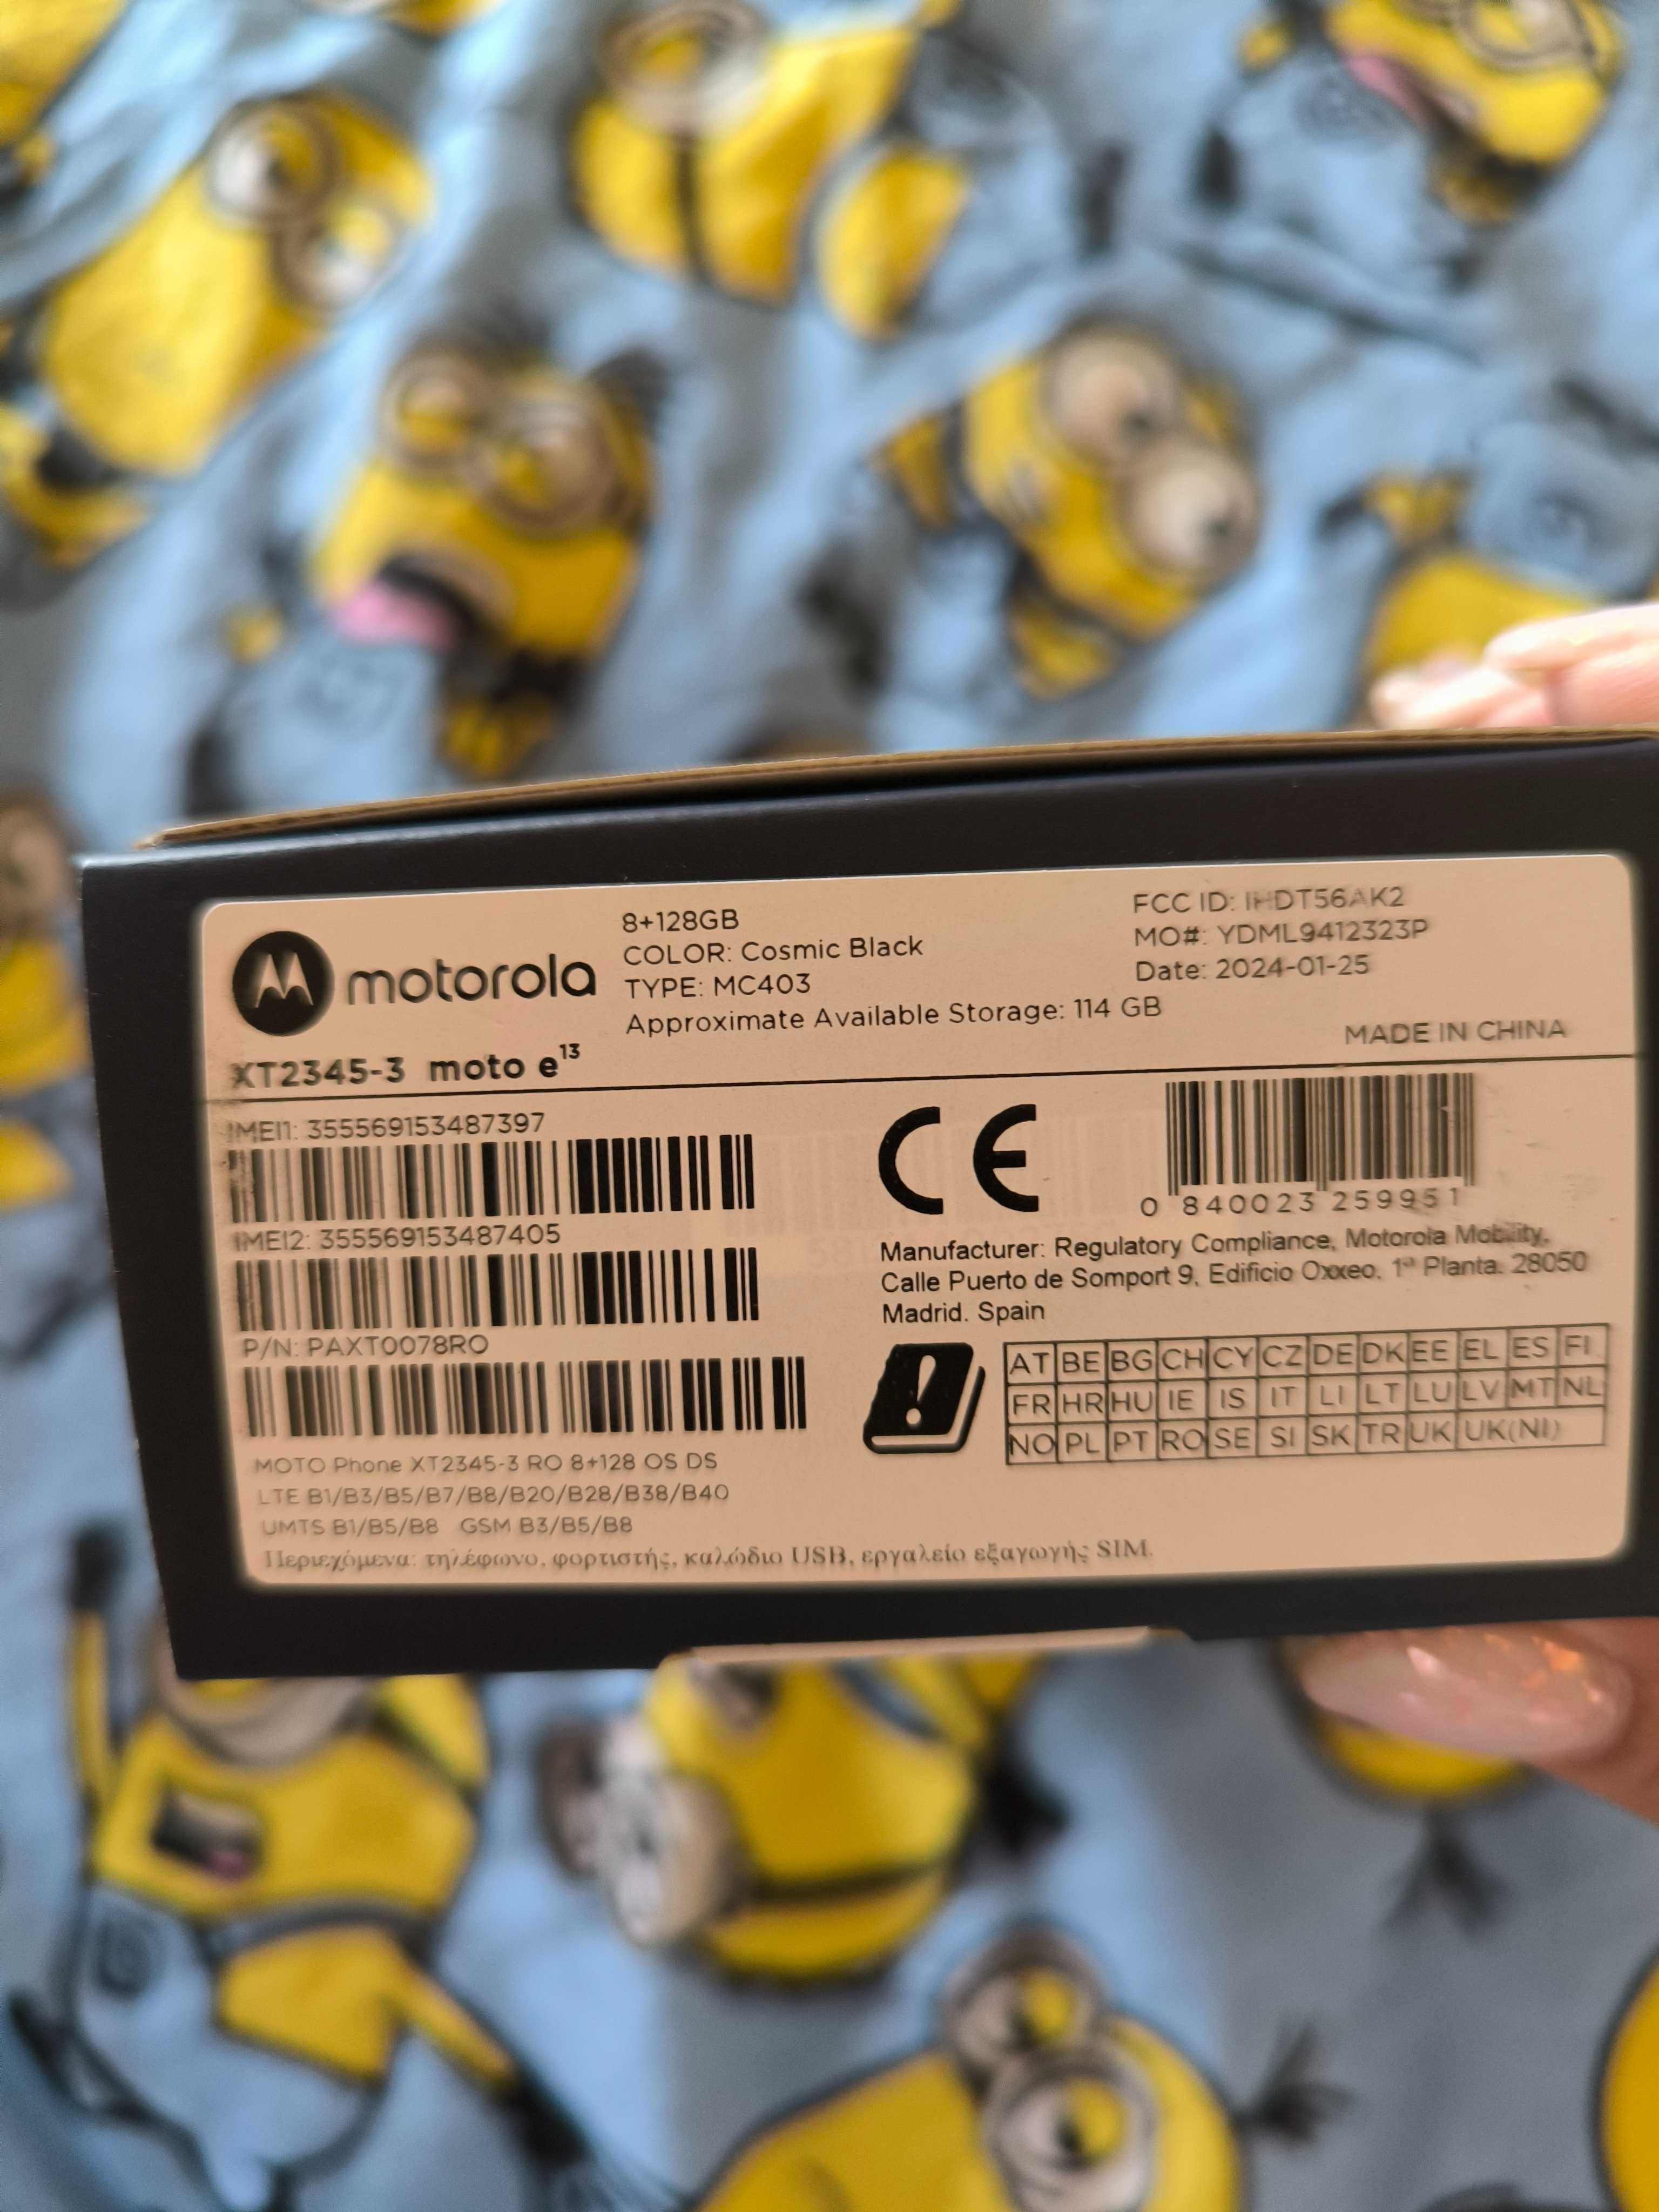 motorola
8+128GB
COLOR: Cosmic Black
TYPE: MC403
Approximate Available Storage: 114 GB
FCC ID: IHDT56AK2
MO#: YDML9412323P
Date: 2024-01-25
MADE IN CHINA
XT2345-3 moto e13
IMEI1: 355569153487397
IMEI2: 355569153487405
P/N: PAXT0078RO
MOTO Phone XT2345-3 RO 8+128 OS DS
LTE B1/B3/B5/B7/B8/B20/B28/B38/B40
UMTS B1/B5/B8 GSM B3/B5/B8
CE
0 840023 259951
Manufacturer: Regulatory Compliance, Motorola Mobility,
Calle Puerto de Somport 9, Edificio Oxxeo, 1ª Planta. 28050
Madrid. Spain
AT BE BG CH CY CZ DE DK EE EL ES FI
FR HR HU IE IS IT LI LT LU LV MT NL
NO PL PT RO SE SI SK TR UK UK(NI)
Περιεχόμενα: τηλέφωνο, φορτιστής, καλώδιο USB, εργαλείο εξαγωγής SIM.